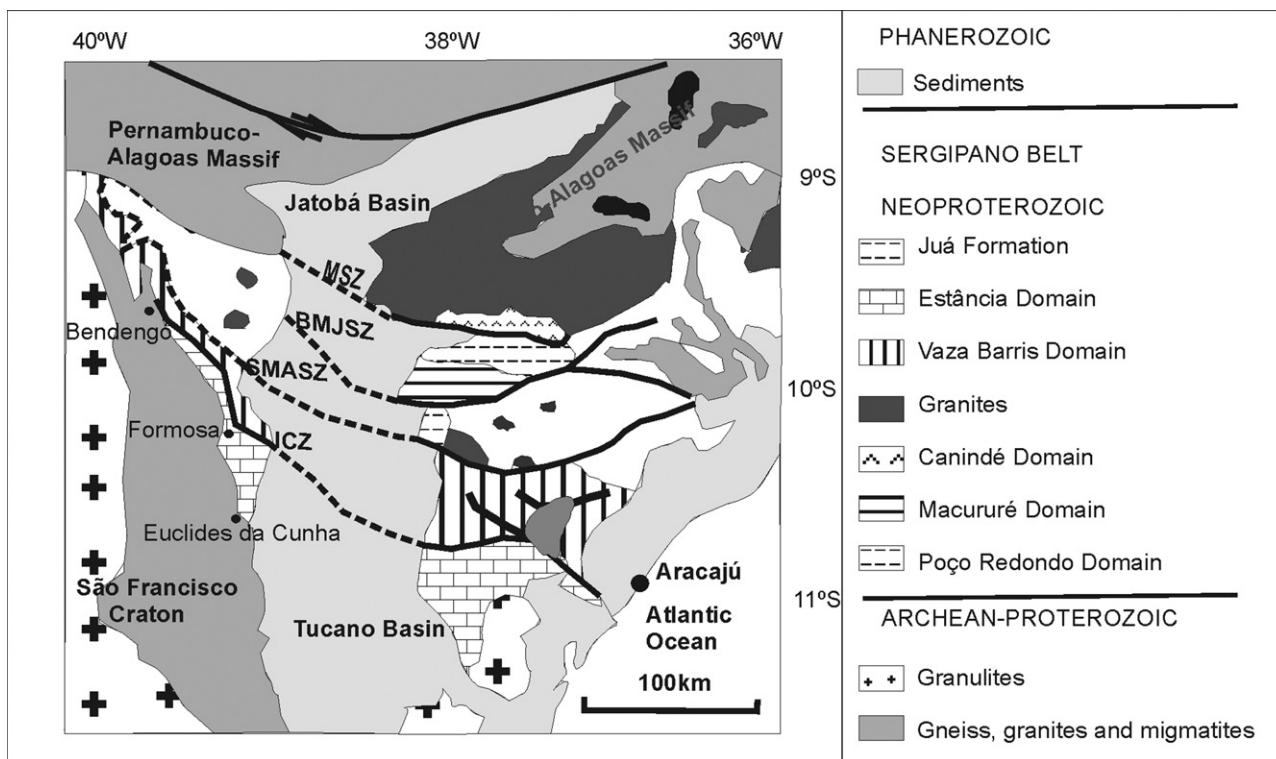 40ºW
38ºW
36ºW
Pernambuco-
Alagoas Massif
Alagoas Massif
9ºS
Jatobá Basin
MSZ
BMJSZ
Bendengó
SMASZ
10ºS
Formosa
ICZ
Euclides da Cunha
São Francisco
Craton
Aracajú
11ºS
Tucano Basin
Atlantic
Ocean
100km
PHANEROZOIC
Sediments
SERGIPANO BELT
NEOPROTEROZOIC
Juá Formation
Estância Domain
Vaza Barris Domain
Granites
Canindé Domain
Macururé Domain
Poço Redondo Domain
ARCHEAN-PROTEROZOIC
Granulites
Gneiss, granites and migmatites